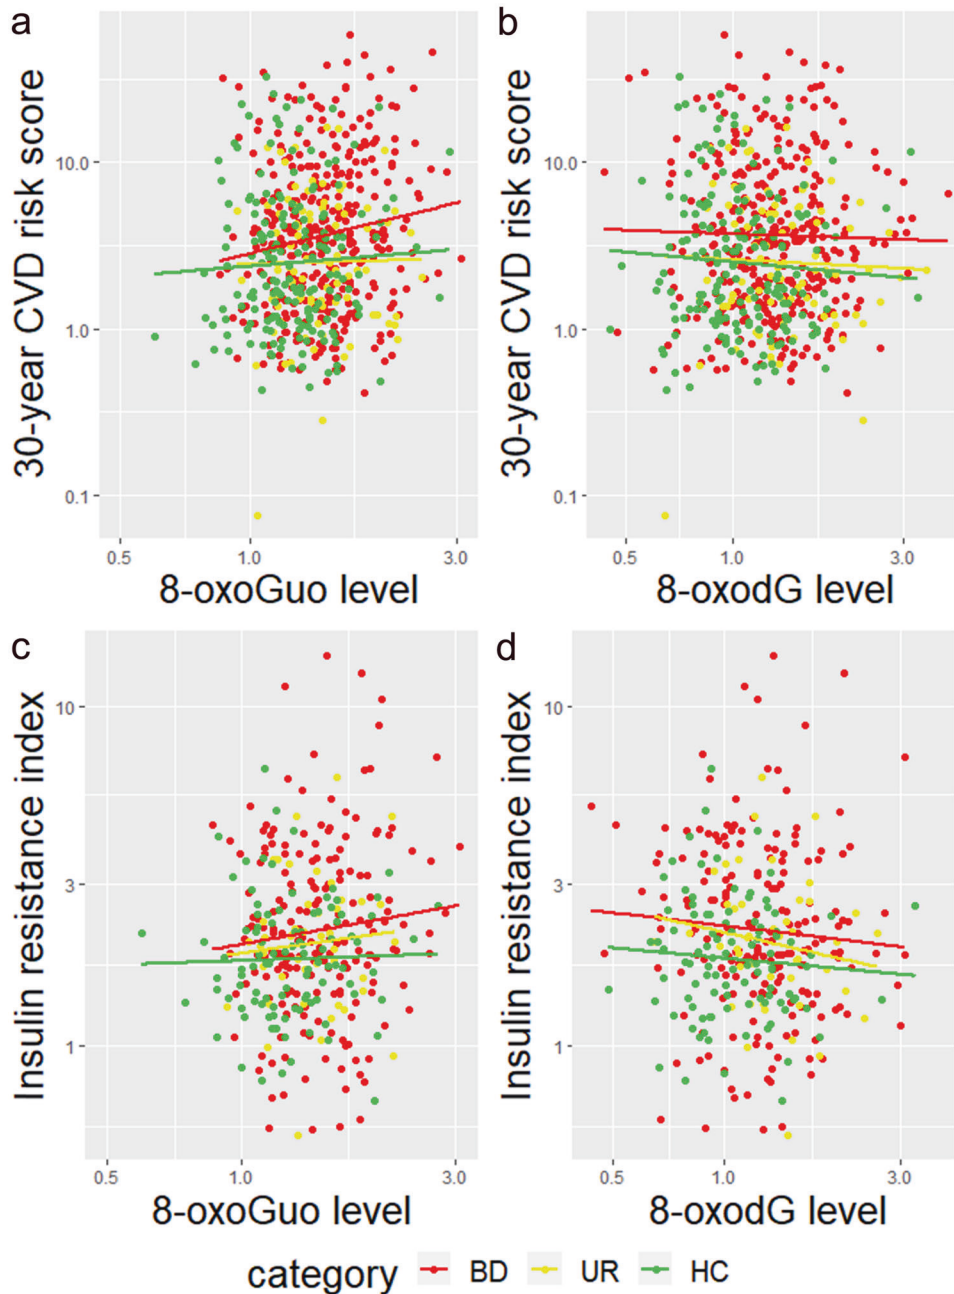 a
30-year CVD risk score
10.0
1.0
0.1
0.5 1.0 3.0
8-oxoGuo level
b
30-year CVD risk score
10.0
1.0
0.1
0.5 1.0 3.0
8-oxodG level
c
Insulin resistance index
10
3
1
0.5 1.0 3.0
8-oxoGuo level
d
Insulin resistance index
10
3
1
0.5 1.0 3.0
8-oxodG level
category BD UR HC